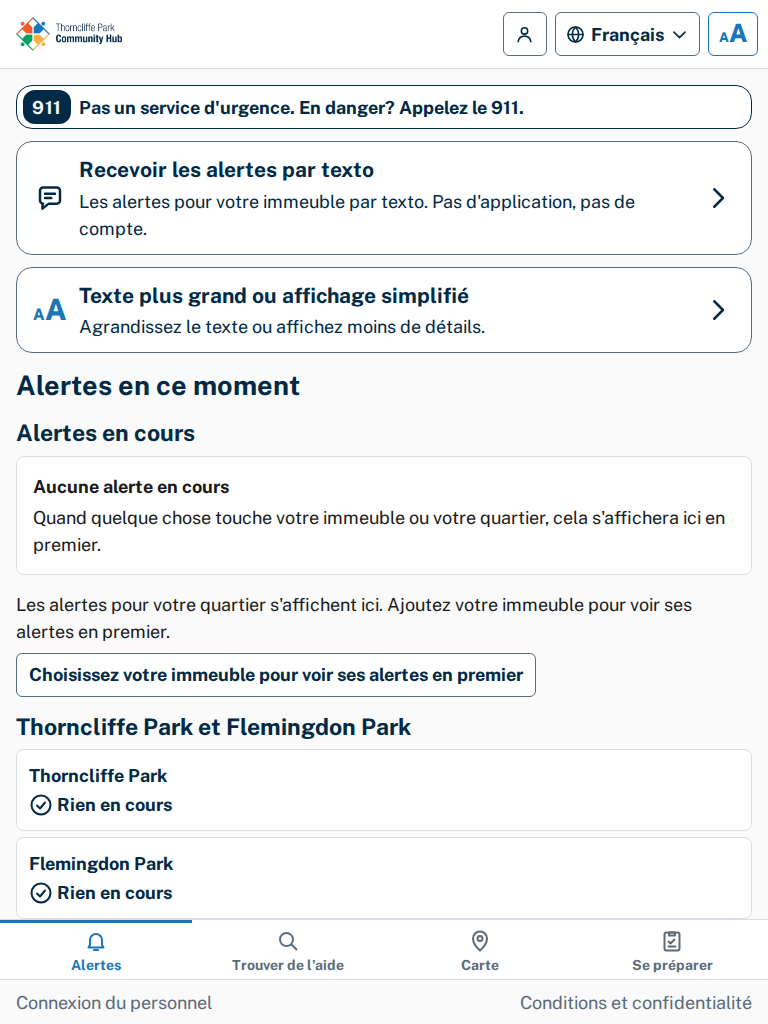 Thorncliffe Park
Community Hub
Français
AA
911 Pas un service d'urgence. En danger? Appelez le 911.
Recevoir les alertes par texto
Les alertes pour votre immeuble par texto. Pas d'application, pas de
compte.
AA
Texte plus grand ou affichage simplifié
Agrandissez le texte ou affichez moins de détails.
Alertes en ce moment
Alertes en cours
Aucune alerte en cours
Quand quelque chose touche votre immeuble ou votre quartier, cela s'affichera ici en
premier.
Les alertes pour votre quartier s'affichent ici. Ajoutez votre immeuble pour voir ses
alertes en premier.
Choisissez votre immeuble pour voir ses alertes en premier
Thorncliffe Park et Flemingdon Park
Thorncliffe Park
Rien en cours
Flemingdon Park
Rien en cours
Alertes
Trouver de l'aide
Carte
Se préparer
Connexion du personnel
Conditions et confidentialité